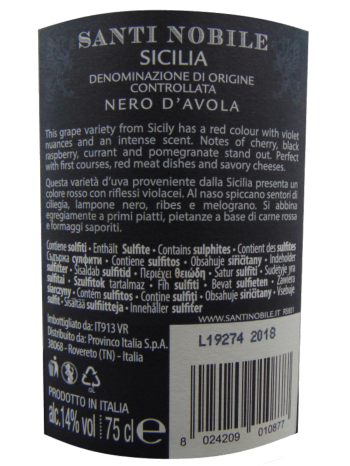 SANTI NOBILE
SICILIA
DENOMINAZIONE DI ORIGINE
CONTROLLATA
NERO D'AVOLA
This grape variety from Sicily has a red colour with violet
nuances and an intense scent. Notes of cherry, black
raspberry, currant and pomegranate stand out. Perfect
with first courses, red meat dishes and savory cheeses.
Questa varietà d'uva proveniente dalla Sicilia presenta un
colore rosso con riflessi violacei. Al naso spiccano sentori di
ciliegia, lampone nero, ribes e melograno. Si abbina
egregiamente a primi piatti, pietanze a base di carne rossa
e formaggi saporiti.
Contiene solfiti • Enthält Sulfite • Contains sulphites • Contient des sulfites
Съдържа сулфити • Contiene sulfitos • Obsahuje siřičitany • Indeholder
sulfitter • Sisaldab sulfitid • Περιέχει θειώδη • Satur sulfīti • Sudėtyje yra
sulfitai • Szulfitok tartalmaz • Fih sulfiti • Bevat sulfieten • Zawiera
siarczyny • Contém sulfitos • Conține sulfiți • Obsahuje siričitany • Vsebuje
sulfit • Sisältää sulfiitteja • Innehåller sulfiter
Imbottigliato da: IT913 VR
Distribuito da: Provinco Italia S.p.A.
38068 - Rovereto (TN) - Italia
WWW.SANTINOBILE.IT
L19274 2018
GL
PRODOTTO IN ITALIA
alc.14% vol 75 cl e
8 024209 010877